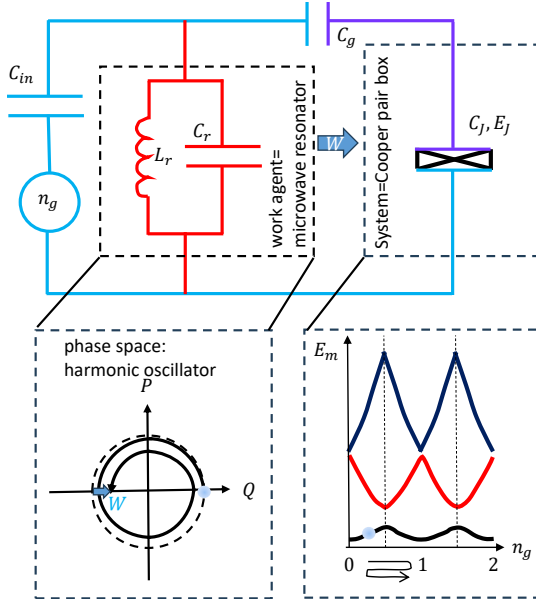 C_g
C_in
C_r
L_r
n_g
W
work agent=
microwave resonator
System=Cooper pair box
C_J, E_J
phase space:
harmonic oscillator
P
Q
W
E_m
0
1
2
n_g